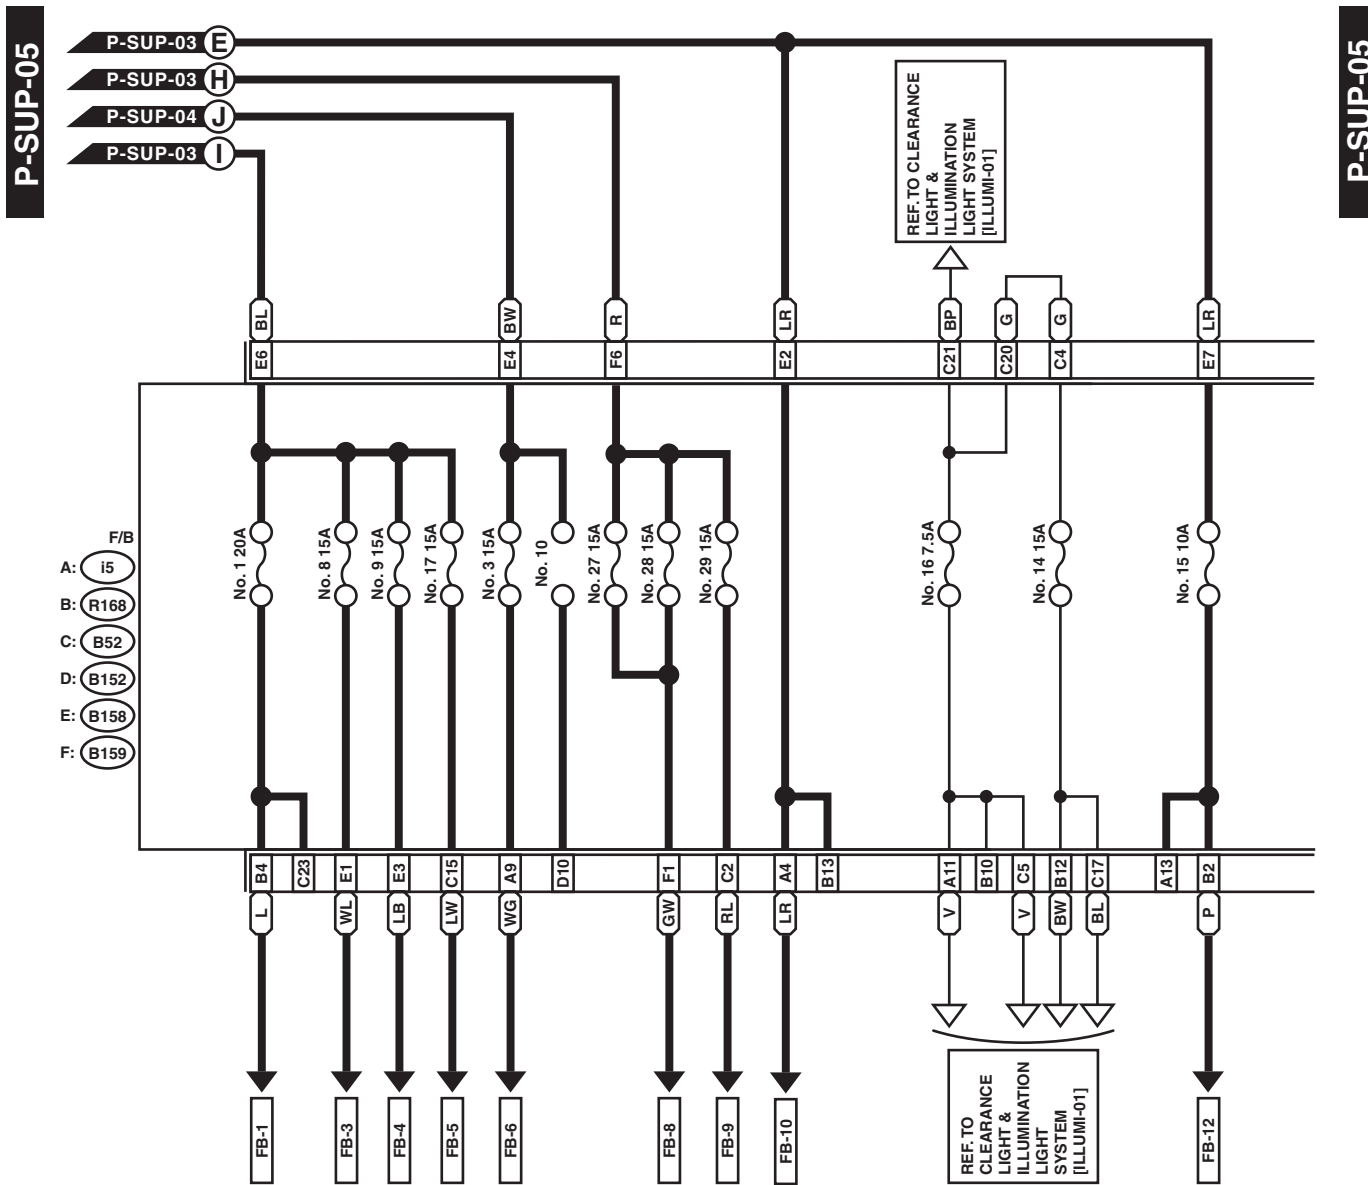 P-SUP-05
P-SUP-05
P-SUP-03 E
P-SUP-03 H
P-SUP-04 J
P-SUP-03 I
REF. TO CLEARANCE
LIGHT &
ILLUMINATION
LIGHT SYSTEM
[ILLUMI-01]
BL
BW
R
LR
BP
G
G
LR
E6
E4
F6
E2
C21
C20
C4
E7
No. 1 20A
No. 8 15A
No. 9 15A
No. 17 15A
No. 3 15A
No. 10
No. 27 15A
No. 28 15A
No. 29 15A
No. 16 7.5A
No. 14 15A
No. 15 10A
F/B
A: i5
B: R168
C: B52
D: B152
E: B158
F: B159
B4
C23
E1
E3
C15
A9
D10
F1
C2
A4
B13
A11
B10
C5
B12
C17
A13
B2
L
WL
LB
LW
WG
GW
RL
LR
V
V
BW
BL
P
FB-1
FB-3
FB-4
FB-5
FB-6
FB-8
FB-9
FB-10
REF. TO
CLEARANCE
LIGHT &
ILLUMINATION
LIGHT
SYSTEM
[ILLUMI-01]
FB-12